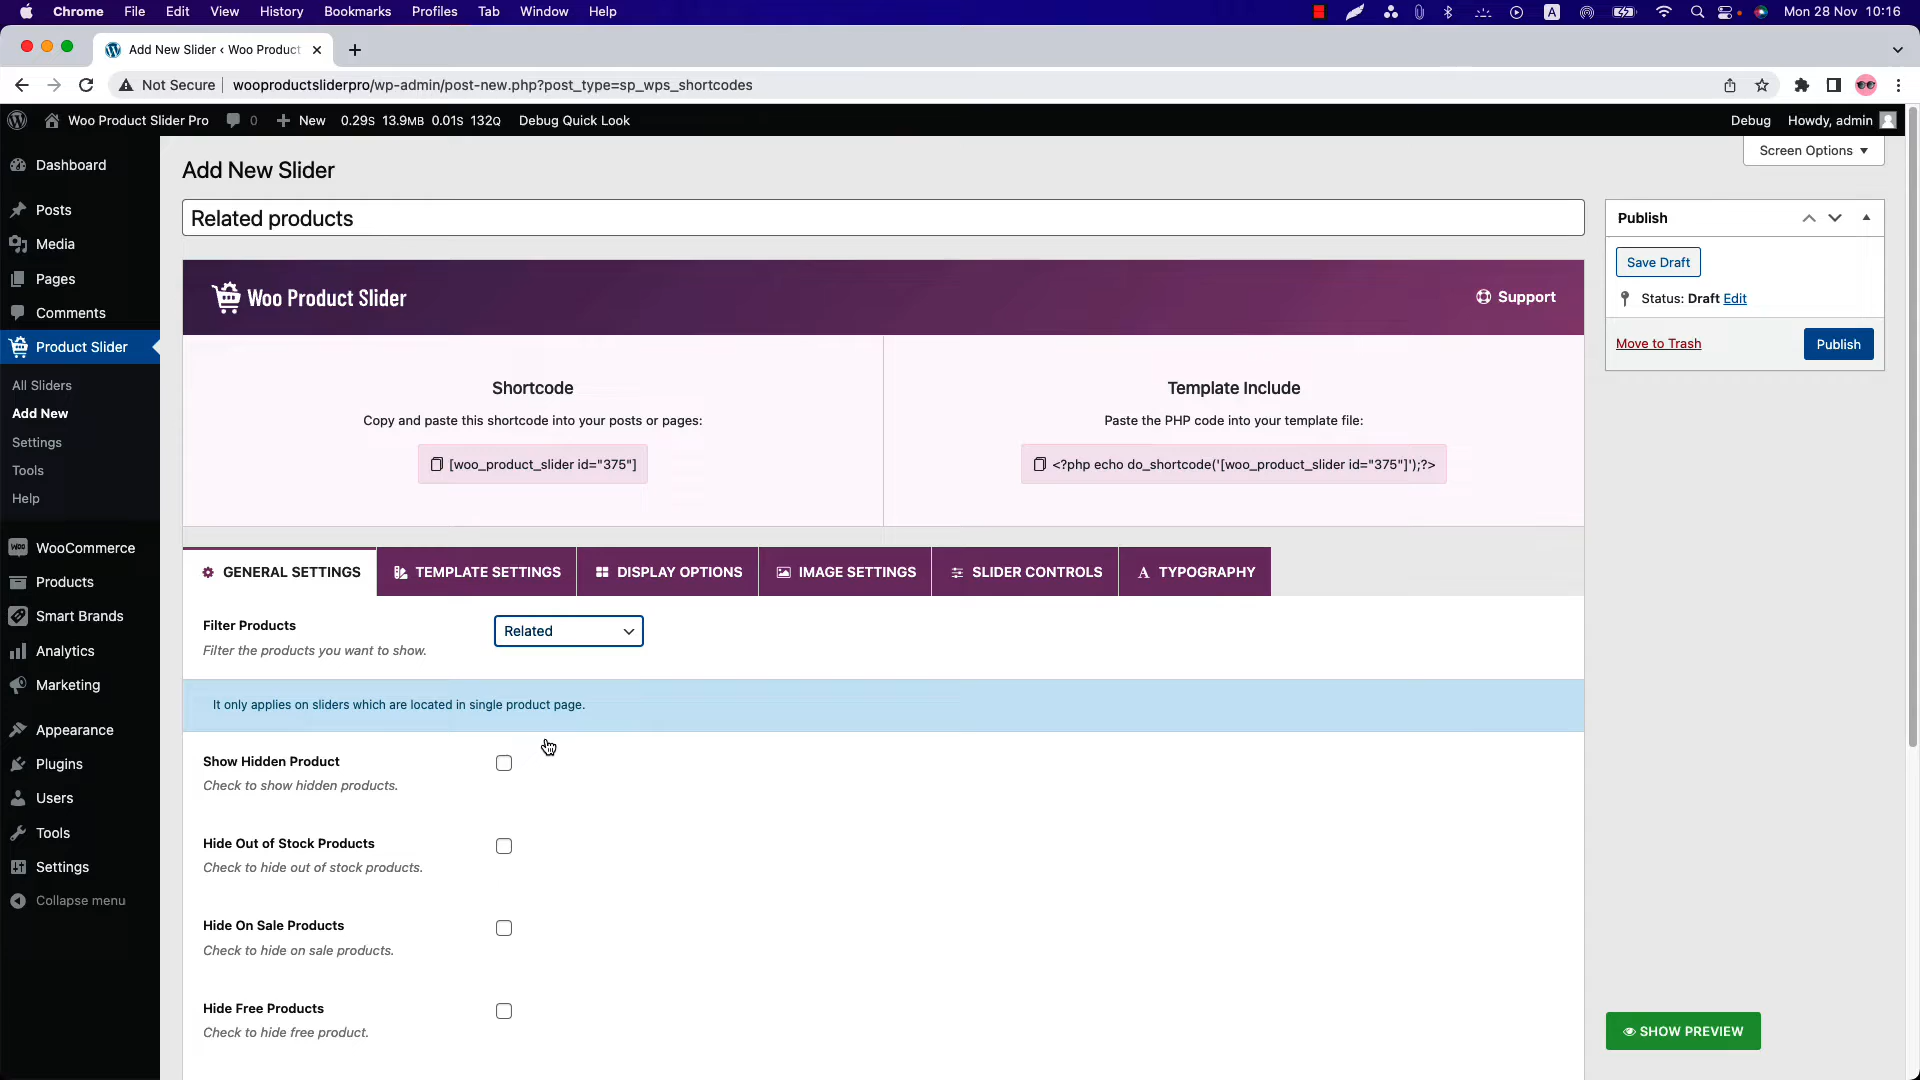 Chrome File Edit View History Bookmarks Profiles Tab Window Help A Mon 28 Nov 10:16
Add New Slider ‹ Woo Product
Not Secure wooproductsliderpro/wp-admin/post-new.php?post_type=sp_wps_shortcodes
Woo Product Slider Pro 0 New 0.29S 13.9MB 0.01S 132Q Debug Quick Look Debug Howdy, admin
Screen Options
Dashboard
Posts
Media
Pages
Comments
Product Slider
All Sliders
Add New
Settings
Tools
Help
WooCommerce
Products
Smart Brands
Analytics
Marketing
Appearance
Plugins
Users
Tools
Settings
Collapse menu
Add New Slider
Related products
Woo Product Slider
Support
Shortcode
Copy and paste this shortcode into your posts or pages:
[woo_product_slider id="375"]
Template Include
Paste the PHP code into your template file:
<?php echo do_shortcode('[woo_product_slider id="375"]');?>
GENERAL SETTINGS TEMPLATE SETTINGS DISPLAY OPTIONS IMAGE SETTINGS SLIDER CONTROLS A TYPOGRAPHY
Filter Products
Filter the products you want to show.
Related
It only applies on sliders which are located in single product page.
Show Hidden Product
Check to show hidden products.
Hide Out of Stock Products
Check to hide out of stock products.
Hide On Sale Products
Check to hide on sale products.
Hide Free Products
Check to hide free product.
Publish
Save Draft
Status: Draft Edit
Move to Trash
Publish
SHOW PREVIEW